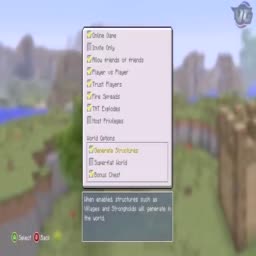 Online Game
Invite Only
Allow friends of friends
Player vs Player
Trust Players
Fire Spreads
TNT Explodes
Host Privileges
World Options:
Generate Structures
Superflat World
Bonus Chest
When enabled, structures such as
Villages and Strongholds will generate in
the world.
A Select B Back